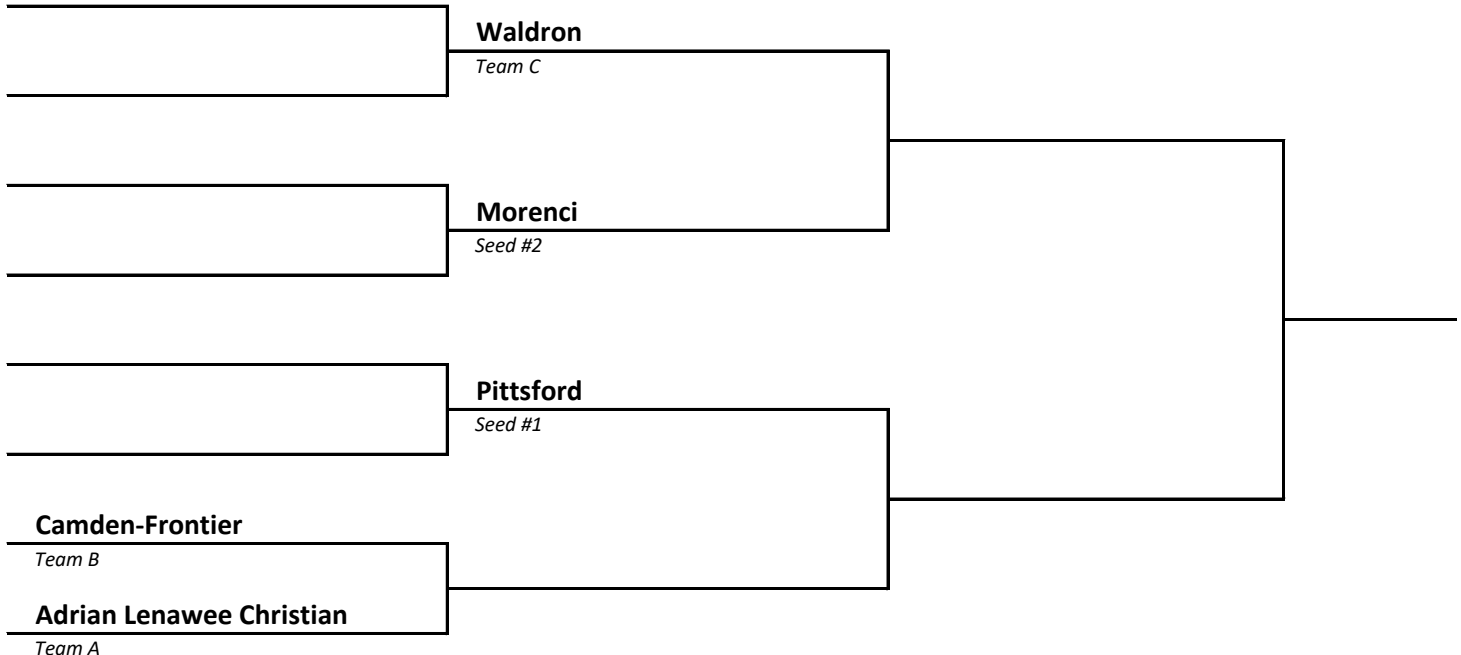 Waldron
Team C
Morenci
Seed #2
Pittsford
Seed #1
Camden-Frontier
Team B
Adrian Lenawee Christian
Team A